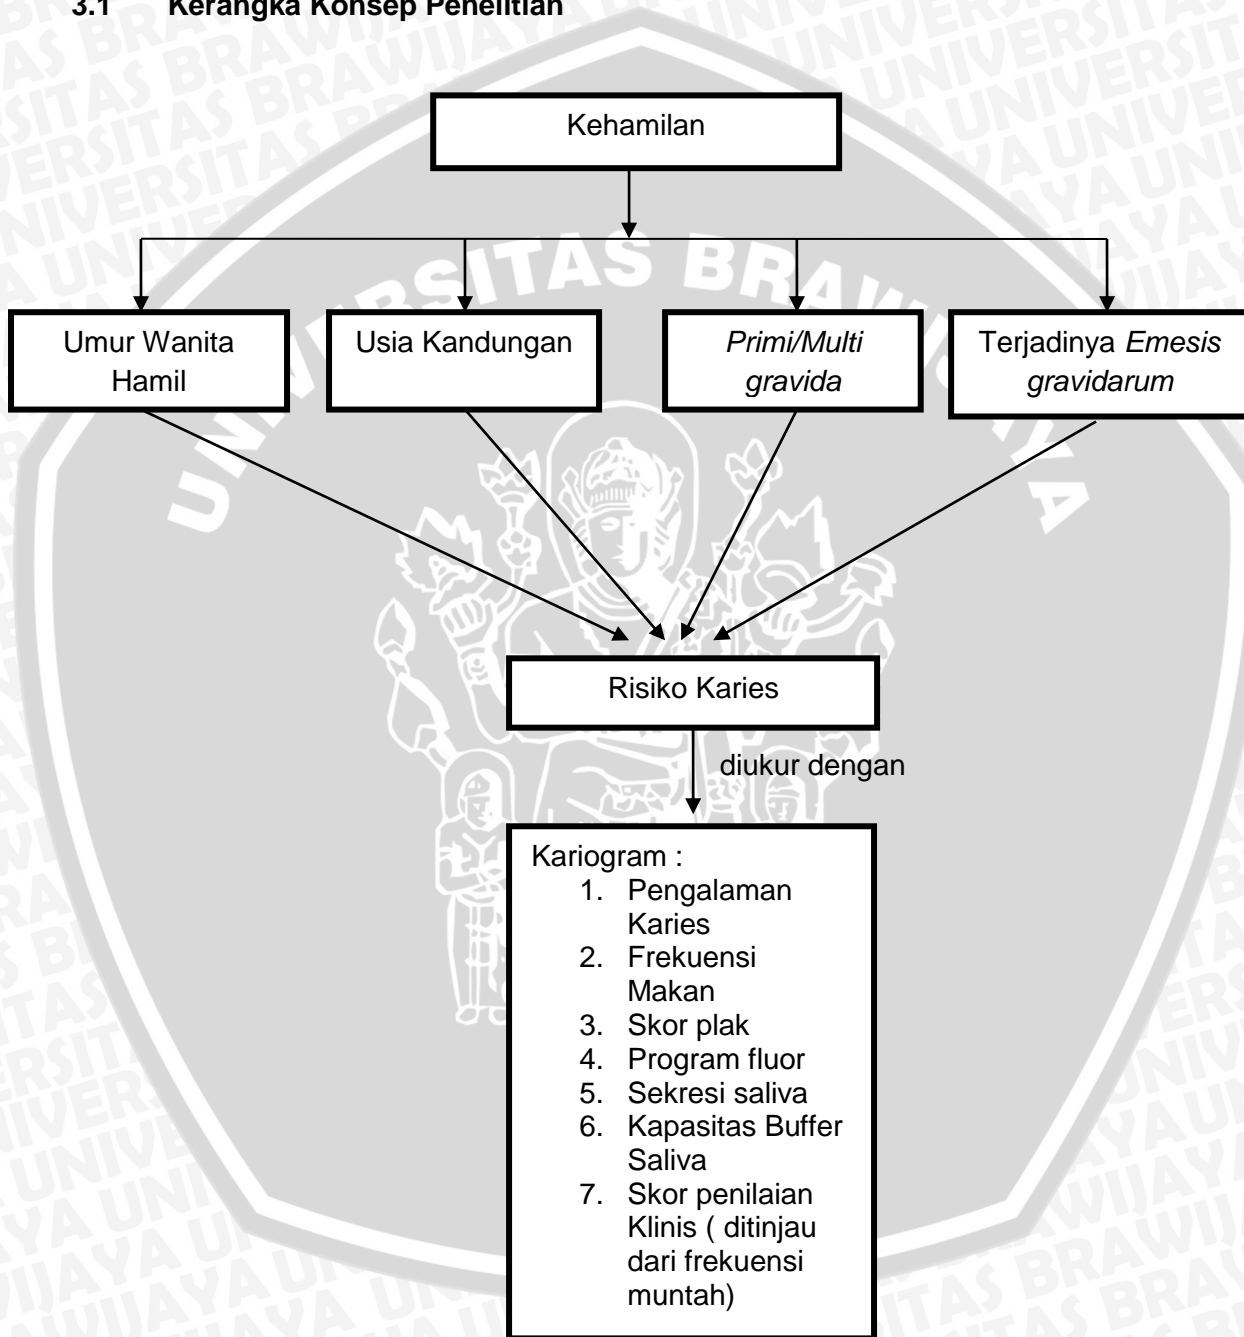 3.1 Kerangka Konsep Penelitian
Kehamilan
UNIVERSITAS BRAWIJAYA
Umur Wanita
Hamil
Usia Kandungan
Primi/Multi
gravida
Terjadinya Emesis
gravidarum
Risiko Karies
diukur dengan
Kariogram :
1. Pengalaman
Karies
2. Frekuensi
Makan
3. Skor plak
4. Program fluor
5. Sekresi saliva
6. Kapasitas Buffer
Saliva
7. Skor penilaian
Klinis ( ditinjau
dari frekuensi
muntah)